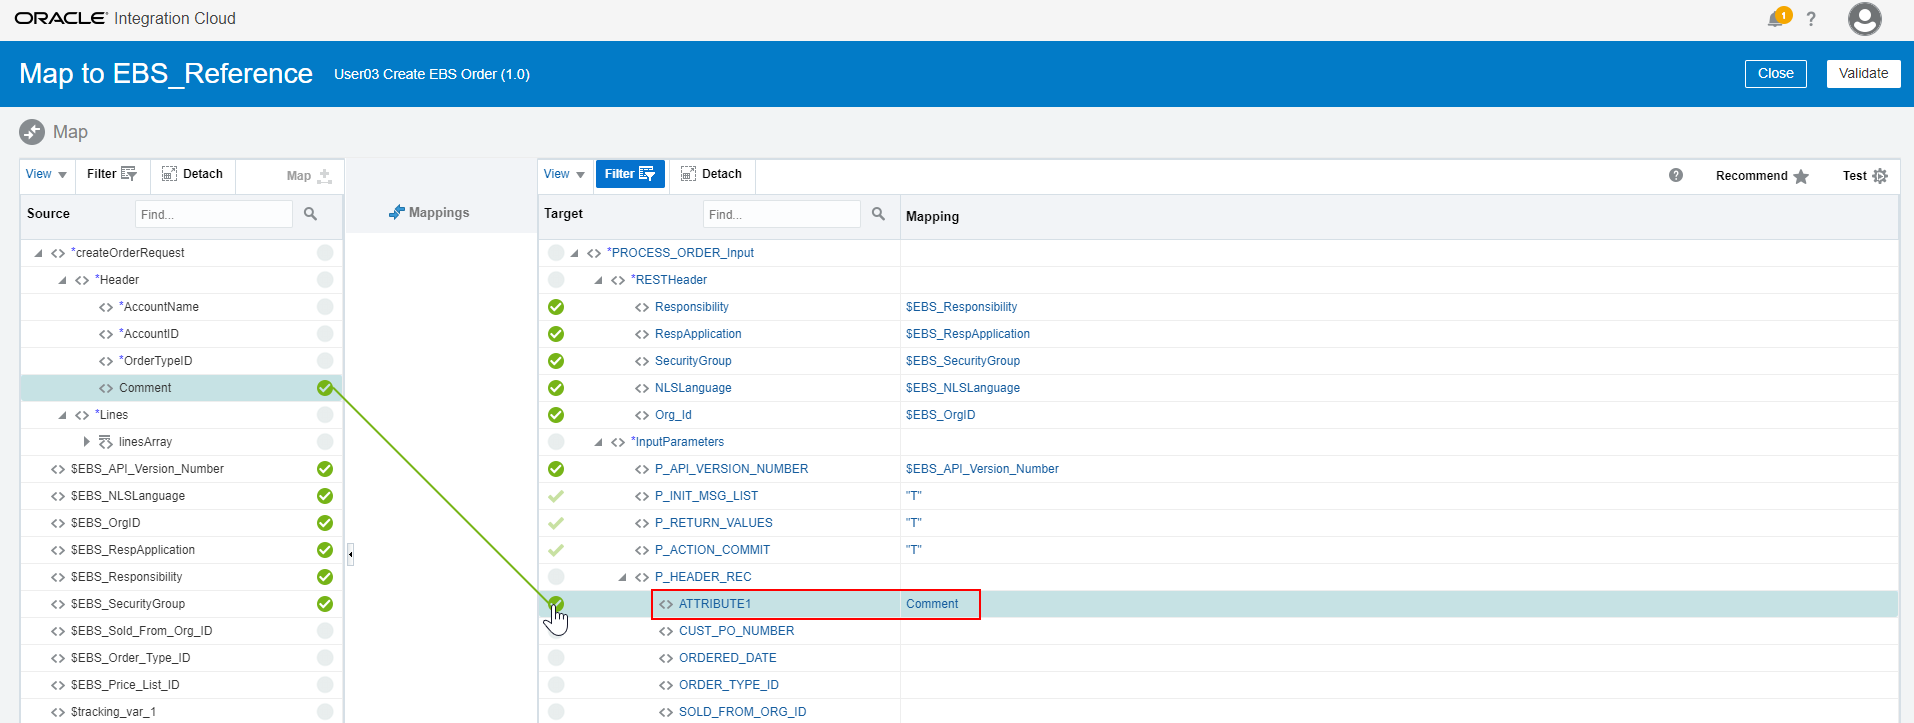 ORACLE Integration Cloud
1 ?
Map to EBS_Reference User03 Create EBS Order (1.0)
Close Validate
Map
View Filter Detach Map
View Filter Detach
? Recommend Test
Source Find...
Mappings
Target Find... Mapping
*createOrderRequest
*Header
*AccountName
*AccountID
*OrderTypeID
Comment
*Lines
linesArray
$EBS_API_Version_Number
$EBS_NLSLanguage
$EBS_OrgID
$EBS_RespApplication
$EBS_Responsibility
$EBS_SecurityGroup
$EBS_Sold_From_Org_ID
$EBS_Order_Type_ID
$EBS_Price_List_ID
$tracking_var_1
*PROCESS_ORDER_Input
*RESTHeader
Responsibility $EBS_Responsibility
RespApplication $EBS_RespApplication
SecurityGroup $EBS_SecurityGroup
NLSLanguage $EBS_NLSLanguage
Org_Id $EBS_OrgID
*InputParameters
P_API_VERSION_NUMBER $EBS_API_Version_Number
P_INIT_MSG_LIST "T"
P_RETURN_VALUES "T"
P_ACTION_COMMIT "T"
P_HEADER_REC
ATTRIBUTE1 Comment
CUST_PO_NUMBER
ORDERED_DATE
ORDER_TYPE_ID
SOLD_FROM_ORG_ID